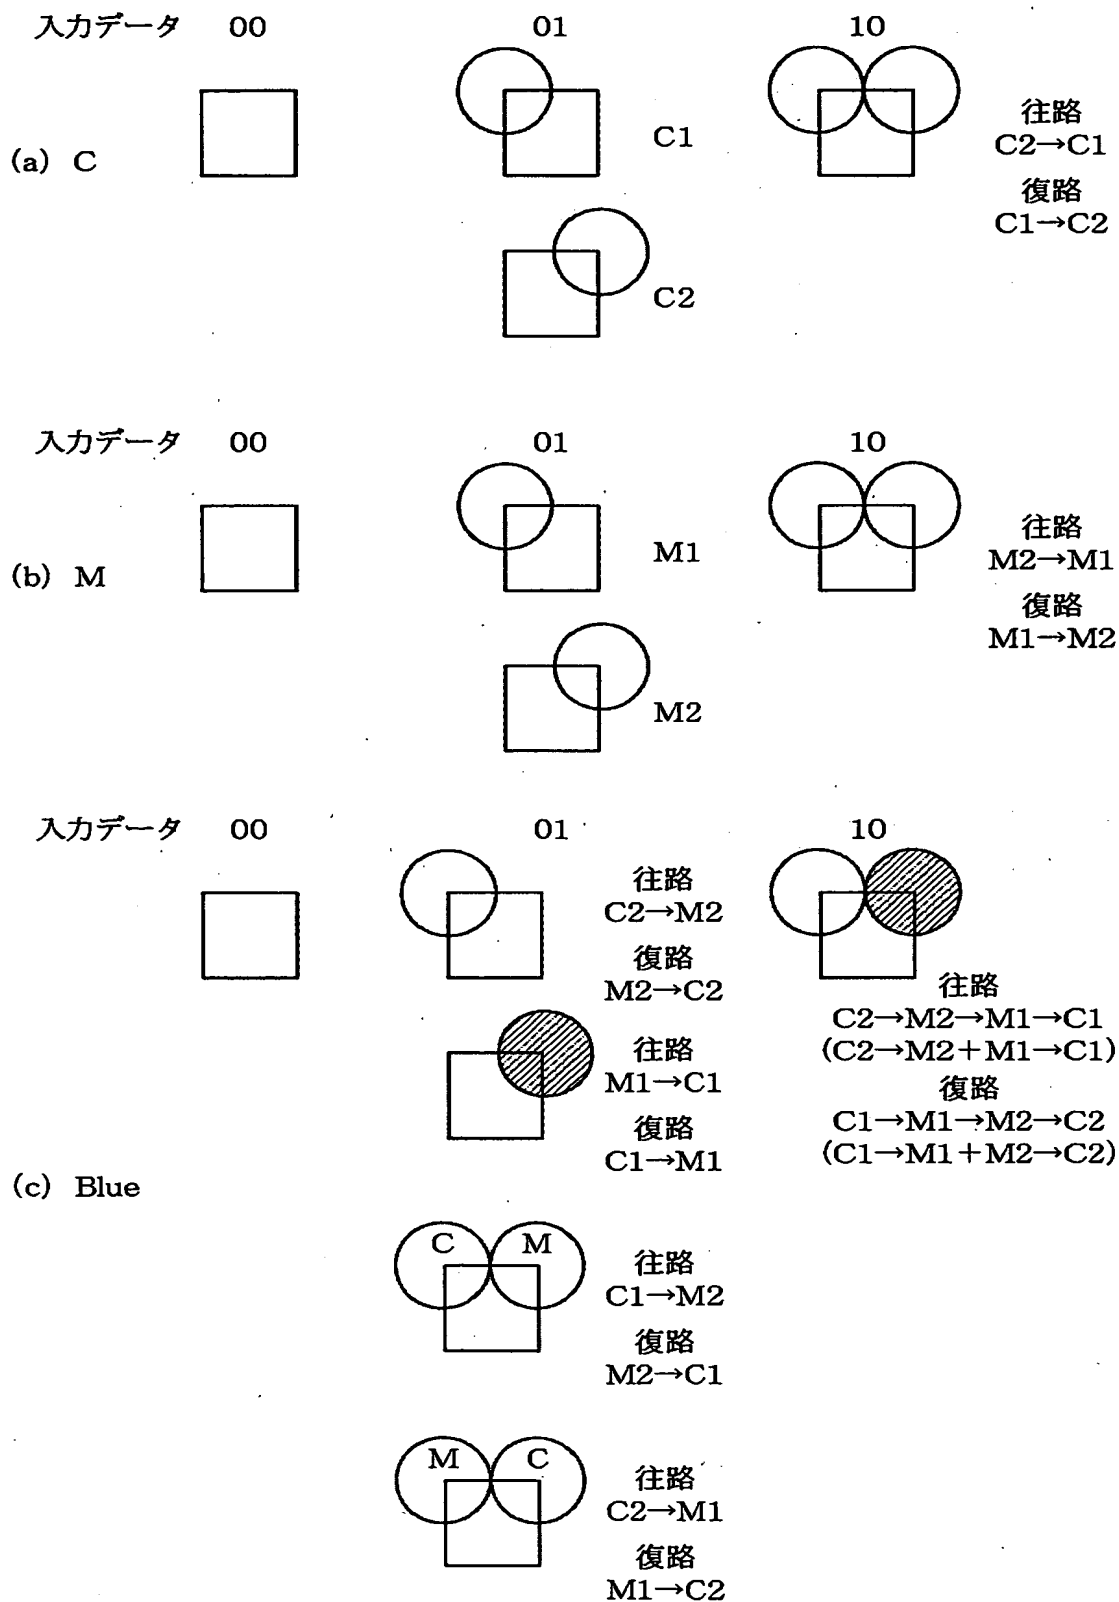 入力データ 00 01 10
(a) C
C1
往路
C2→C1
復路
C1→C2
C2
入力データ 00 01 10
(b) M
M1
往路
M2→M1
復路
M1→M2
M2
入力データ 00 01 10
往路
C2→M2
復路
M2→C2
往路
M1→C1
復路
C1→M1
往路
C2→M2→M1→C1
(C2→M2+M1→C1)
復路
C1→M1→M2→C2
(C1→M1+M2→C2)
(c) Blue
C M
往路
C1→M2
復路
M2→C1
M C
往路
C2→M1
復路
M1→C2